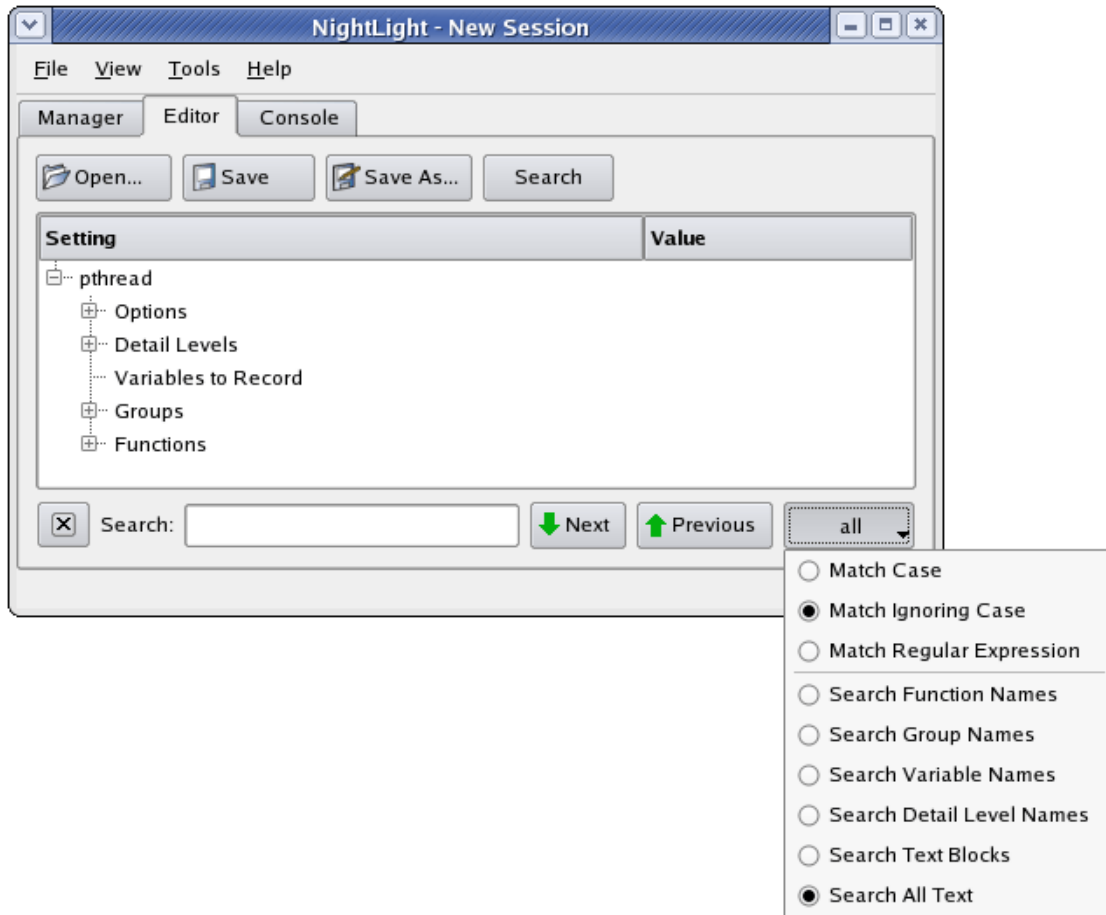 NightLight - New Session
File View Tools Help
Manager Editor Console
Open... Save Save As... Search
Setting Value
pthread
Options
Detail Levels
Variables to Record
Groups
Functions
Search: Next Previous all
Match Case
Match Ignoring Case
Match Regular Expression
Search Function Names
Search Group Names
Search Variable Names
Search Detail Level Names
Search Text Blocks
Search All Text